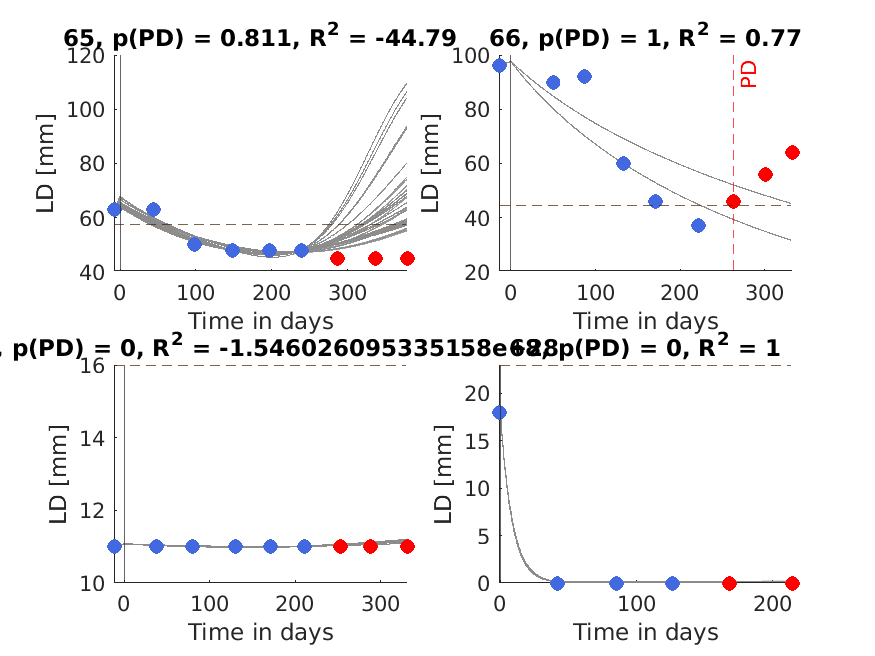 65, p(PD) = 0.811, R² = -44.79
120
100
80
60
40
LD [mm]
0 100 200 300
Time in days
66, p(PD) = 1, R² = 0.77
100
80
60
40
20
LD [mm]
PD
0 100 200 300
Time in days
, p(PD) = 0, R² = -1.546026095335158e
16
14
12
10
LD [mm]
0 100 200 300
Time in days
p(PD) = 0, R² = 1
20
15
10
5
0
LD [mm]
0 100 200
Time in days